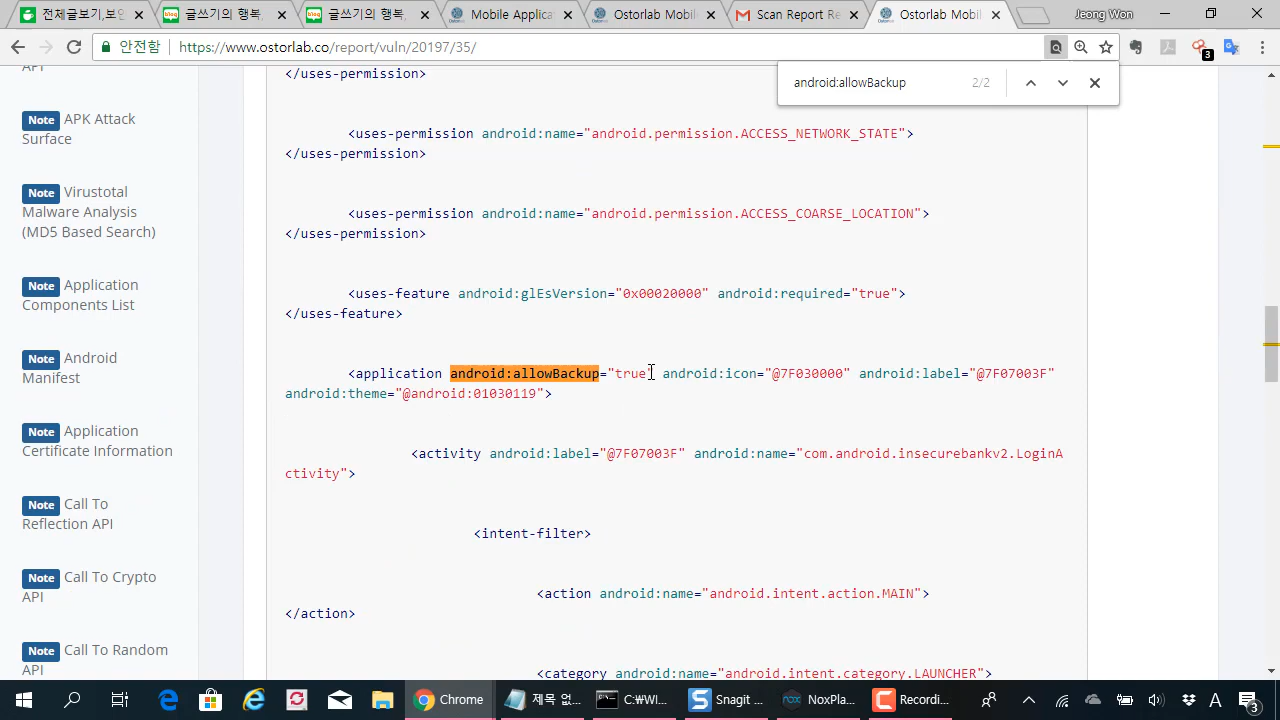 전체글보기,보안
글쓰기의 행복,
글쓰기의 행복,
Mobile Applica
Ostorlab Mobil
Scan Report Re
Ostorlab Mobil
Jeong Won
안전함
https://www.ostorlab.co/report/vuln/20197/35/
3
android:allowBackup 2/2
API
Note APK Attack
Surface
Note Virustotal
Malware Analysis
(MD5 Based Search)
Note Application
Components List
Note Android
Manifest
Note Application
Certificate Information
Note Call To
Reflection API
Note Call To Crypto
API
Note Call To Random
API
</uses-permission>
<uses-permission android:name="android.permission.ACCESS_NETWORK_STATE">
</uses-permission>
<uses-permission android:name="android.permission.ACCESS_COARSE_LOCATION">
</uses-permission>
<uses-feature android:glEsVersion="0x00020000" android:required="true">
</uses-feature>
<application android:allowBackup="true" android:icon="@7F030000" android:label="@7F07003F"
android:theme="@android:01030119">
<activity android:label="@7F07003F" android:name="com.android.insecurebankv2.LoginA
ctivity">
<intent-filter>
<action android:name="android.intent.action.MAIN">
</action>
<category android:name="android.intent.category.LAUNCHER">
Chrome
제목 없...
C:₩WI...
Snagit ...
NoxPla...
Recordi...
A
3